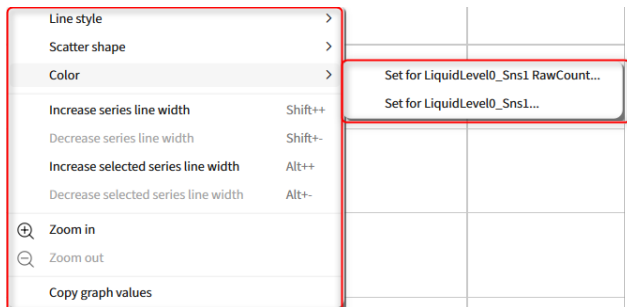 Line style >
Scatter shape >
Color >
Set for LiquidLevel0_Sns1 RawCount...
Set for LiquidLevel0_Sns1...
Increase series line width Shift++
Decrease series line width Shift+-
Increase selected series line width Alt++
Decrease selected series line width Alt+-
Zoom in
Zoom out
Copy graph values